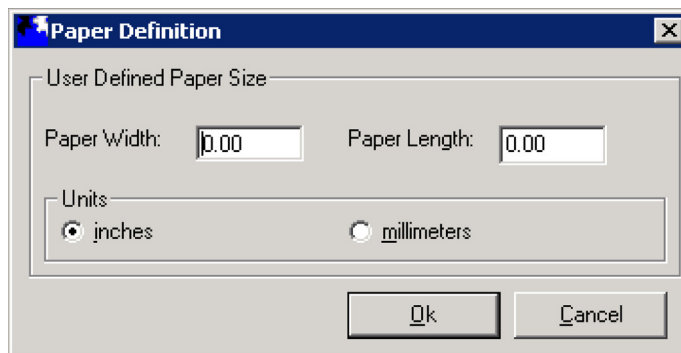 Paper Definition
User Defined Paper Size
Paper Width: 0.00 Paper Length: 0.00
Units
inches millimeters
Ok Cancel